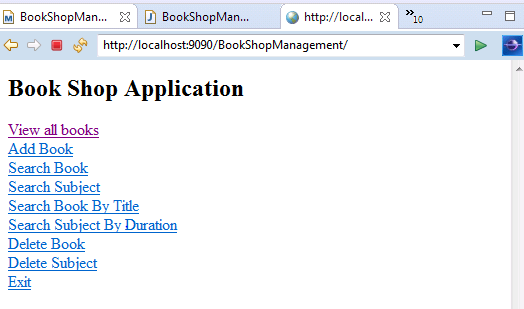 BookShopMan...
BookShopMan...
http://local...
»10
http://localhost:9090/BookShopManagement/
Book Shop Application
View all books
Add Book
Search Book
Search Subject
Search Book By Title
Search Subject By Duration
Delete Book
Delete Subject
Exit